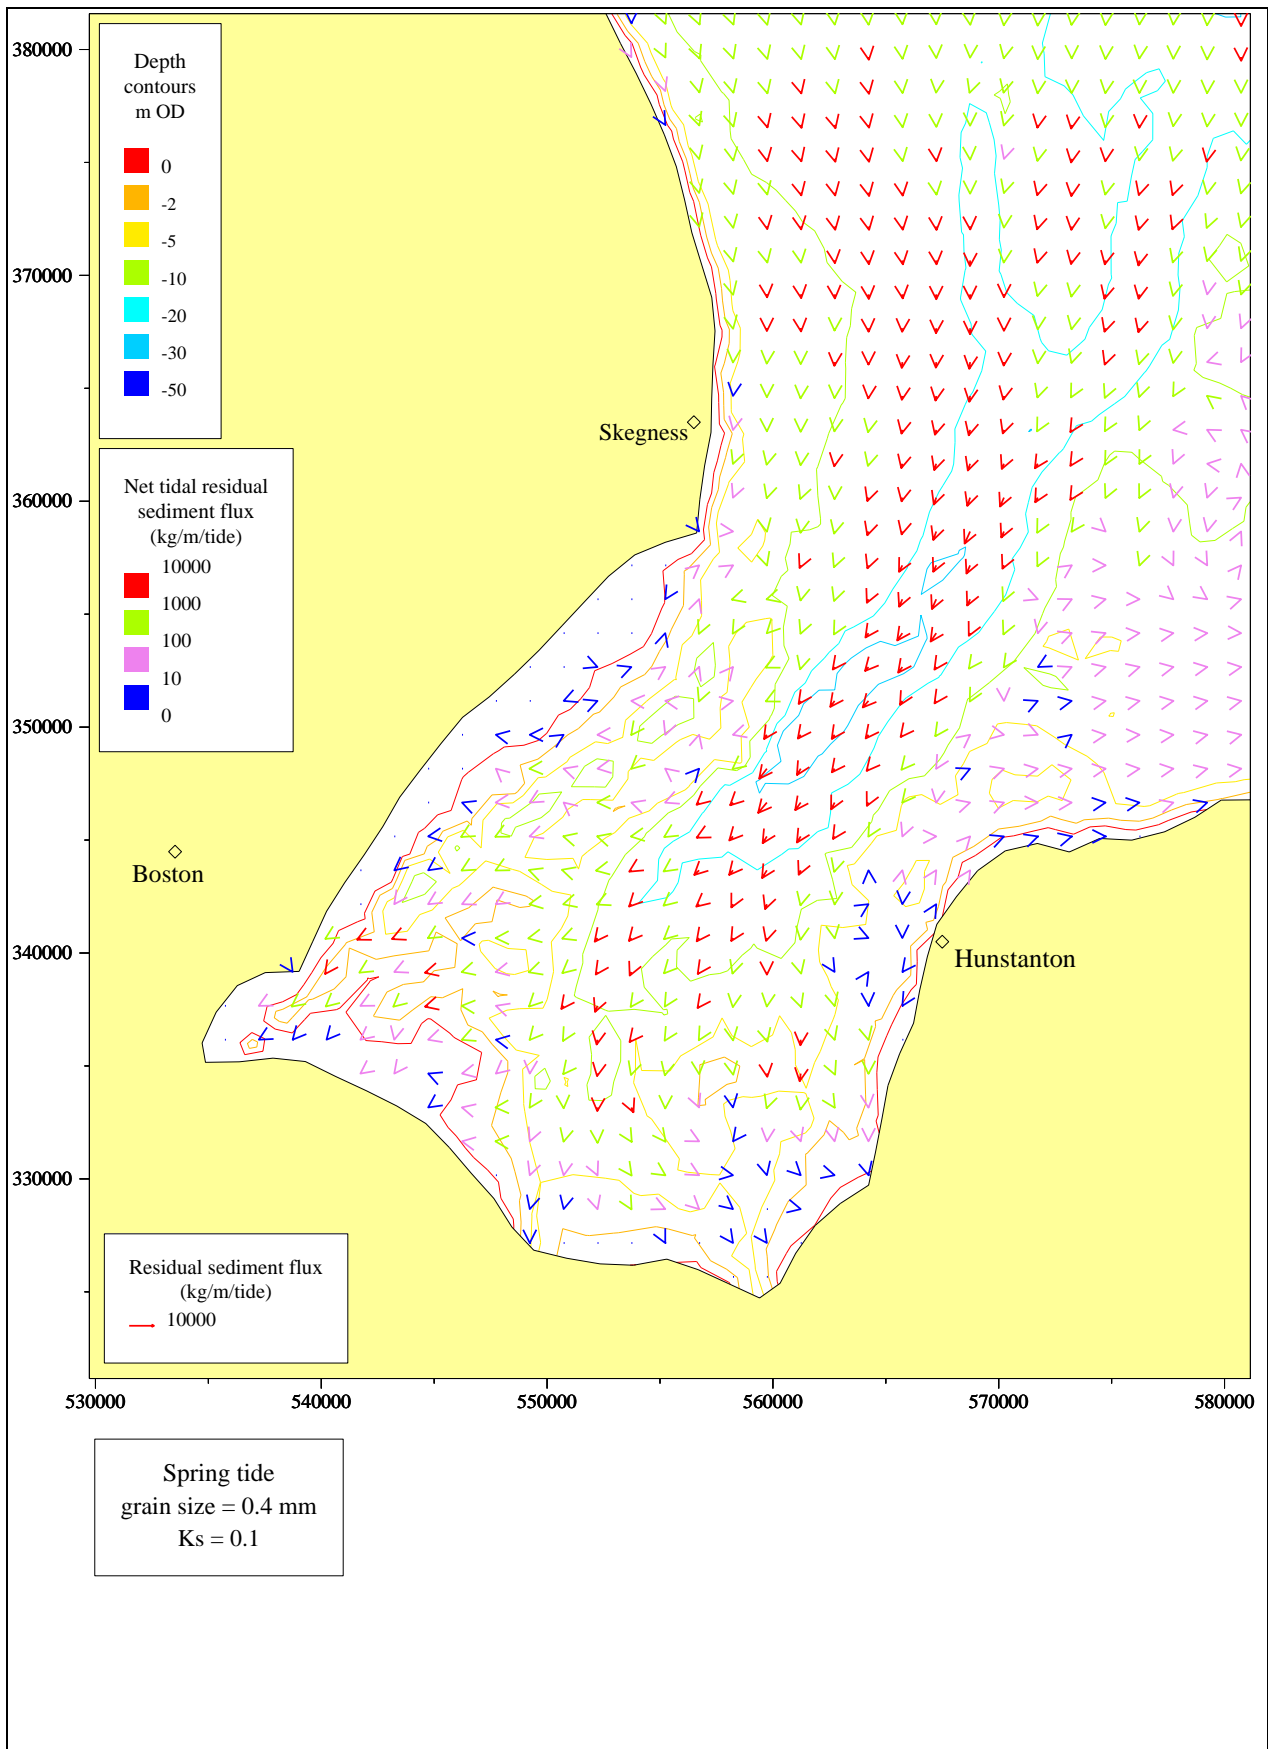 380000
370000
360000
350000
340000
330000
Depth
contours
m OD
0
-2
-5
-10
-20
-30
-50
Net tidal residual
sediment flux
(kg/m/tide)
10000
1000
100
10
0
Skegness
Boston
Hunstanton
Residual sediment flux
(kg/m/tide)
10000
530000 540000 550000 560000 570000 580000
Spring tide
grain size = 0.4 mm
Ks = 0.1